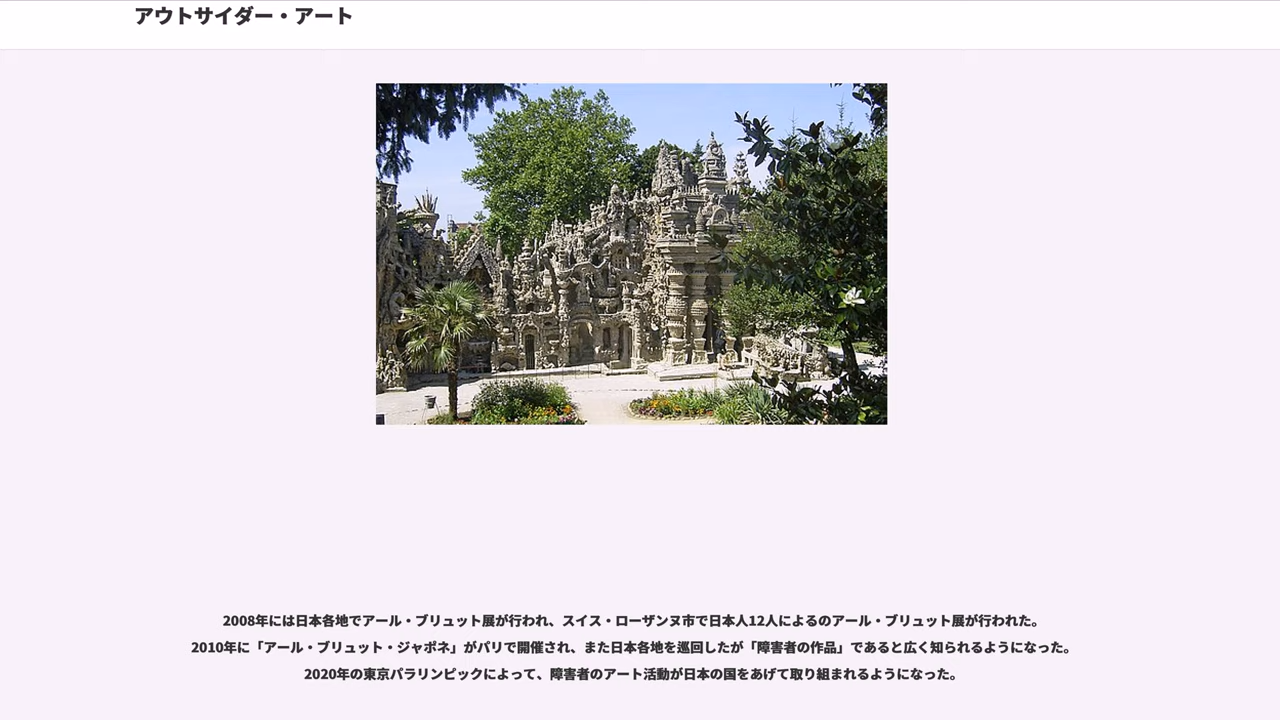 アウトサイダー・アート
2008年には日本各地でアール・ブリュット展が行われ、スイス・ローザンヌ市で日本人12人によるのアール・ブリュット展が行われた。
2010年に「アール・ブリュット・ジャポネ」がパリで開催され、また日本各地を巡回したが「障害者の作品」であると広く知られるようになった。
2020年の東京パラリンピックによって、障害者のアート活動が日本の国をあげて取り組まれるようになった。